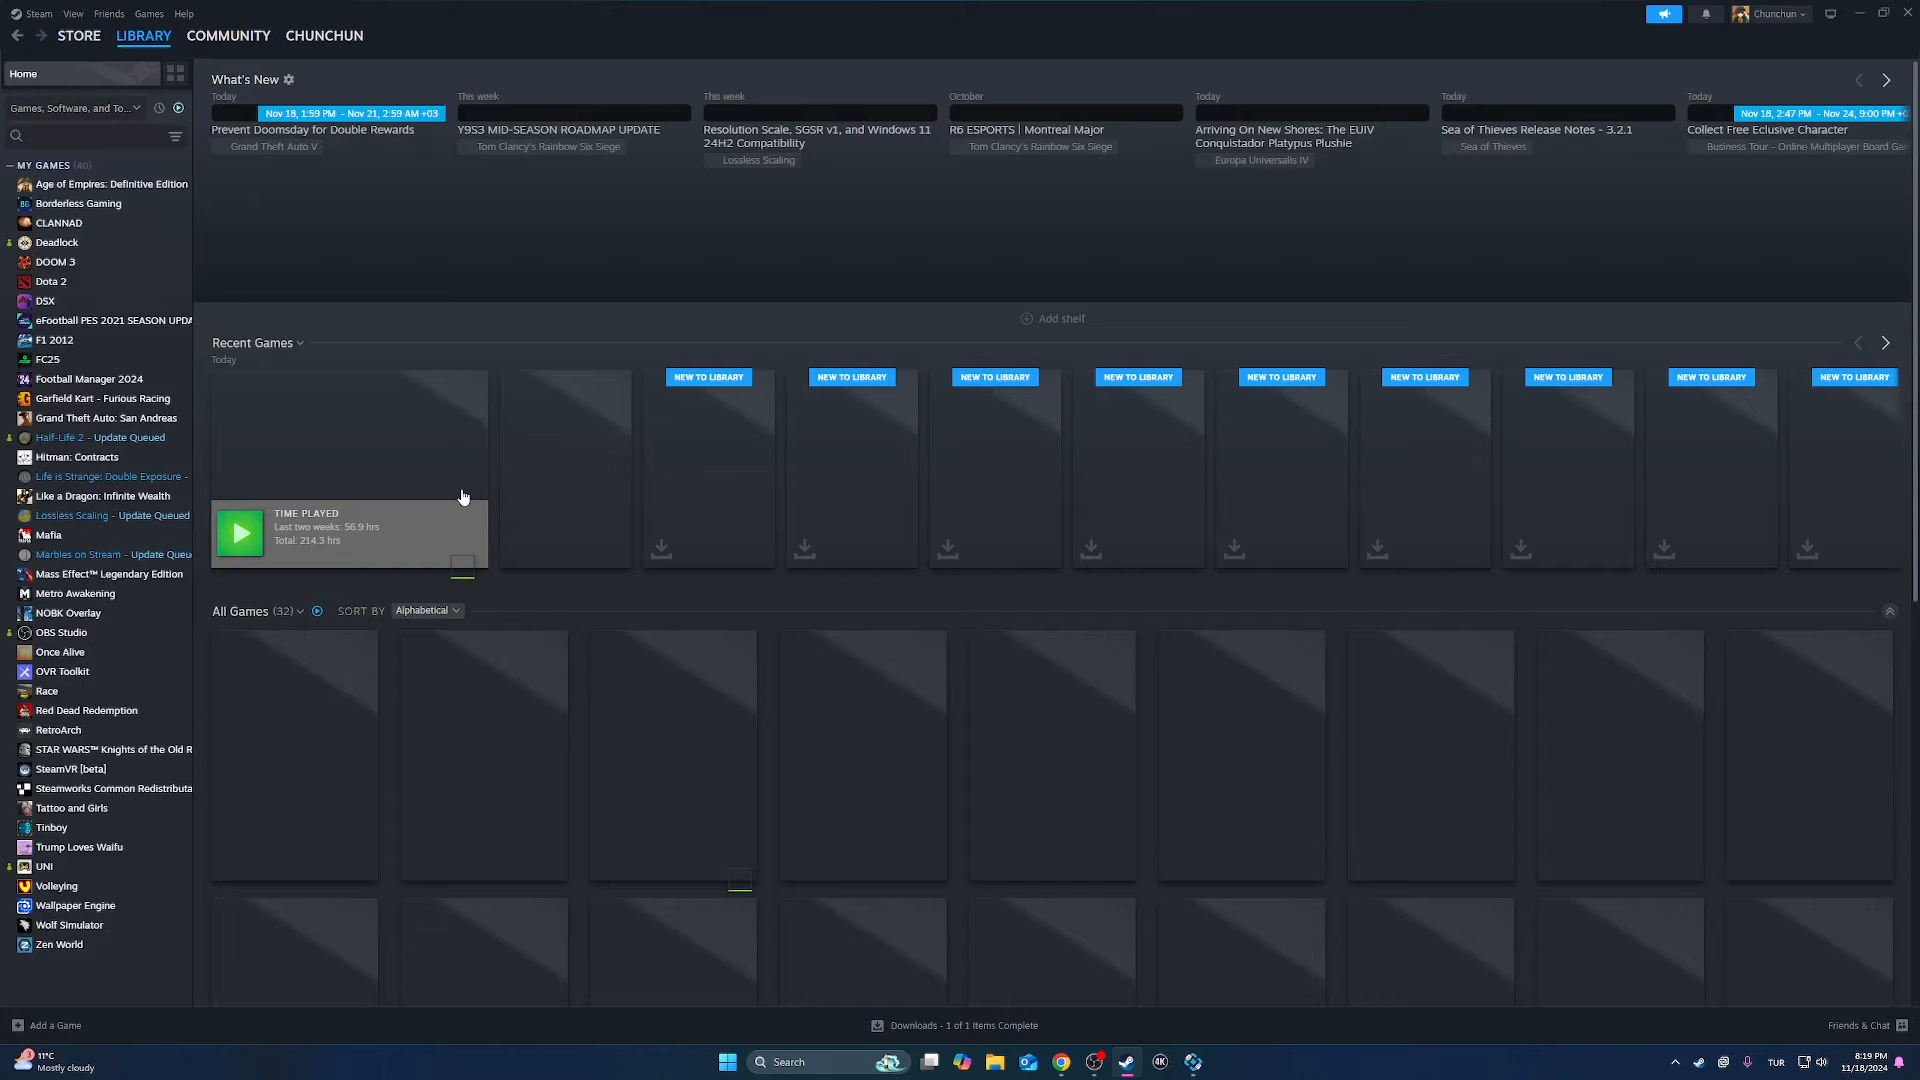 Steam View Friends Games Help
Chunchun
STORE LIBRARY COMMUNITY CHUNCHUN
Home
Games, Software, and To...
MY GAMES (40)
Age of Empires: Definitive Edition
Borderless Gaming
CLANNAD
Deadlock
DOOM 3
Dota 2
DSX
eFootball PES 2021 SEASON UPDA
F1 2012
FC25
Football Manager 2024
Garfield Kart - Furious Racing
Grand Theft Auto: San Andreas
Half-Life 2 - Update Queued
Hitman: Contracts
Life is Strange: Double Exposure -
Like a Dragon: Infinite Wealth
Lossless Scaling - Update Queued
Mafia
Marbles on Stream - Update Queu
Mass Effect™ Legendary Edition
Metro Awakening
NOBK Overlay
OBS Studio
Once Alive
OVR Toolkit
Race
Red Dead Redemption
RetroArch
STAR WARS™ Knights of the Old R
SteamVR [beta]
Steamworks Common Redistributa
Tattoo and Girls
Tinboy
Trump Loves Waifu
UNI
Volleying
Wallpaper Engine
Wolf Simulator
Zen World
What's New
Today
Nov 18, 1:59 PM - Nov 21, 2:59 AM +03
Prevent Doomsday for Double Rewards
Grand Theft Auto V
This week
Y9S3 MID-SEASON ROADMAP UPDATE
Tom Clancy's Rainbow Six Siege
This week
Resolution Scale, SGSR v1, and Windows 11
24H2 Compatibility
Lossless Scaling
October
R6 ESPORTS | Montreal Major
Tom Clancy's Rainbow Six Siege
Today
Arriving On New Shores: The EUIV
Conquistador Platypus Plushie
Europa Universalis IV
Today
Sea of Thieves Release Notes - 3.2.1
Sea of Thieves
Today
Nov 18, 2:47 PM - Nov 24, 9:00 PM +0
Collect Free Eclusive Character
Business Tour - Online Multiplayer Board Gam
Add shelf
Recent Games
Today
NEW TO LIBRARY NEW TO LIBRARY NEW TO LIBRARY NEW TO LIBRARY NEW TO LIBRARY NEW TO LIBRARY NEW TO LIBRARY NEW TO LIBRARY NEW TO LIBRARY
TIME PLAYED
Last two weeks: 56.9 hrs
Total: 214.3 hrs
All Games (32) SORT BY Alphabetical
Add a Game
Downloads - 1 of 1 Items Complete
Friends & Chat
11°C
Mostly cloudy
Search
4K
TUR
8:19 PM
11/18/2024